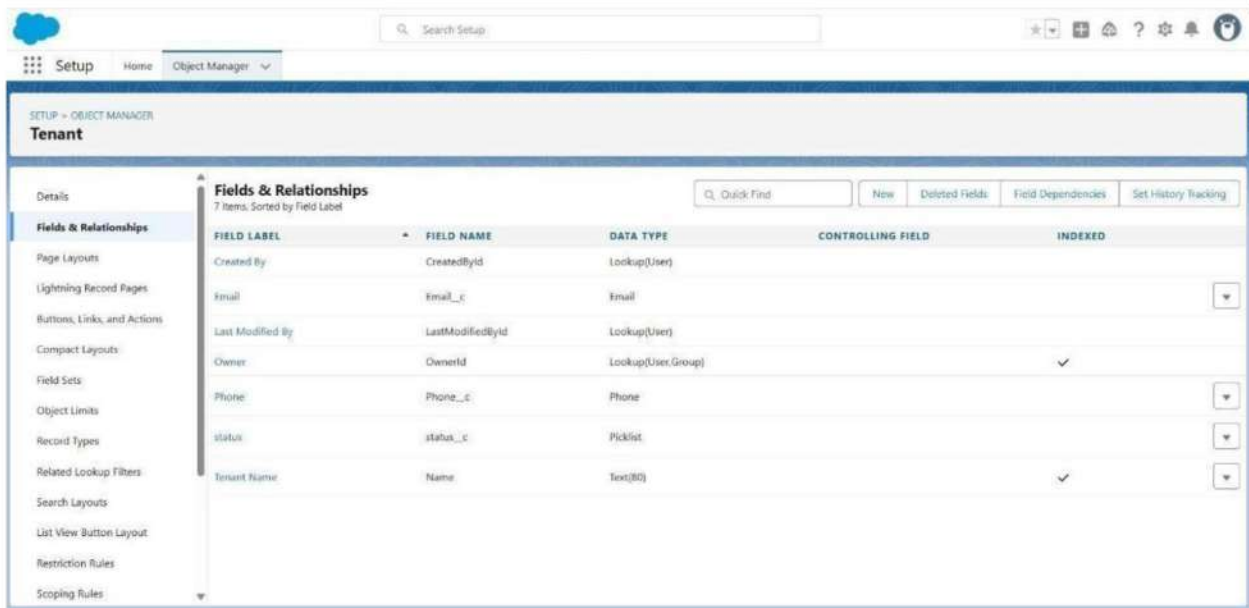 Search Setup
Setup Home Object Manager
SETUP > OBJECT MANAGER
Tenant
Details
Fields & Relationships
Page Layouts
Lightning Record Pages
Buttons, Links, and Actions
Compact Layouts
Field Sets
Object Limits
Record Types
Related Lookup Filters
Search Layouts
List View Button Layout
Restriction Rules
Scoping Rules
Fields & Relationships
7 Items, Sorted by Field Label
Quick Find New Deleted Fields Field Dependencies Set History Tracking
FIELD LABEL FIELD NAME DATA TYPE CONTROLLING FIELD INDEXED
Created By CreatedById Lookup(User)
Email Email__c Email
Last Modified By LastModifiedById Lookup(User)
Owner OwnerId Lookup(User,Group)
Phone Phone__c Phone
status status__c Picklist
Tenant Name Name Text(80)